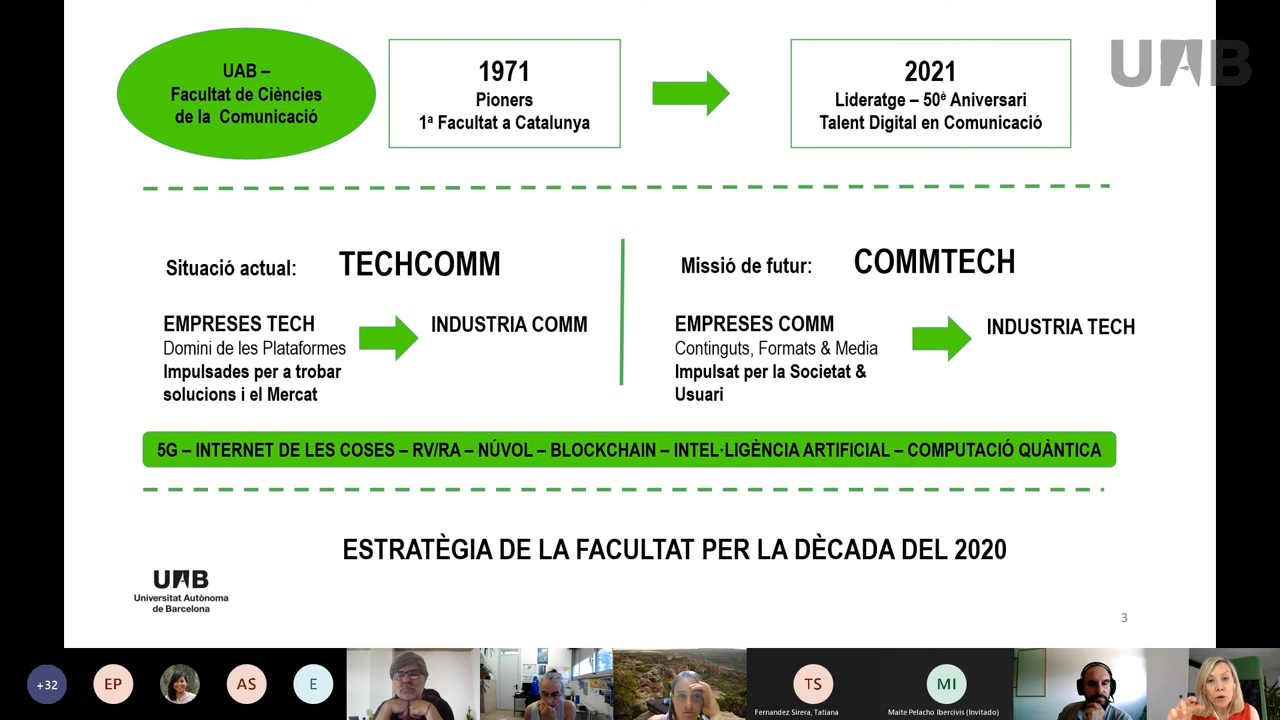 UAB –
Facultat de Ciències
de la Comunicació
1971
Pioners
1ª Facultat a Catalunya
2021
Lideratge – 50è Aniversari
Talent Digital en Comunicació
UAB
Situació actual: TECHCOMM
EMPRESES TECH
Domini de les Plataformes
Impulsades per a trobar
solucions i el Mercat
INDUSTRIA COMM
Missió de futur: COMMTECH
EMPRESES COMM
Continguts, Formats & Media
Impulsat per la Societat &
Usuari
INDUSTRIA TECH
5G – INTERNET DE LES COSES – RV/RA – NÚVOL – BLOCKCHAIN – INTEL·LIGÈNCIA ARTIFICIAL – COMPUTACIÓ QUÀNTICA
ESTRATÈGIA DE LA FACULTAT PER LA DÈCADA DEL 2020
UAB
Universitat Autònoma
de Barcelona
3
+32
EP
AS
E
TS
Fernandez Sirera, Tatiana
MI
Maite Pelacho Ibercivis (Invitado)